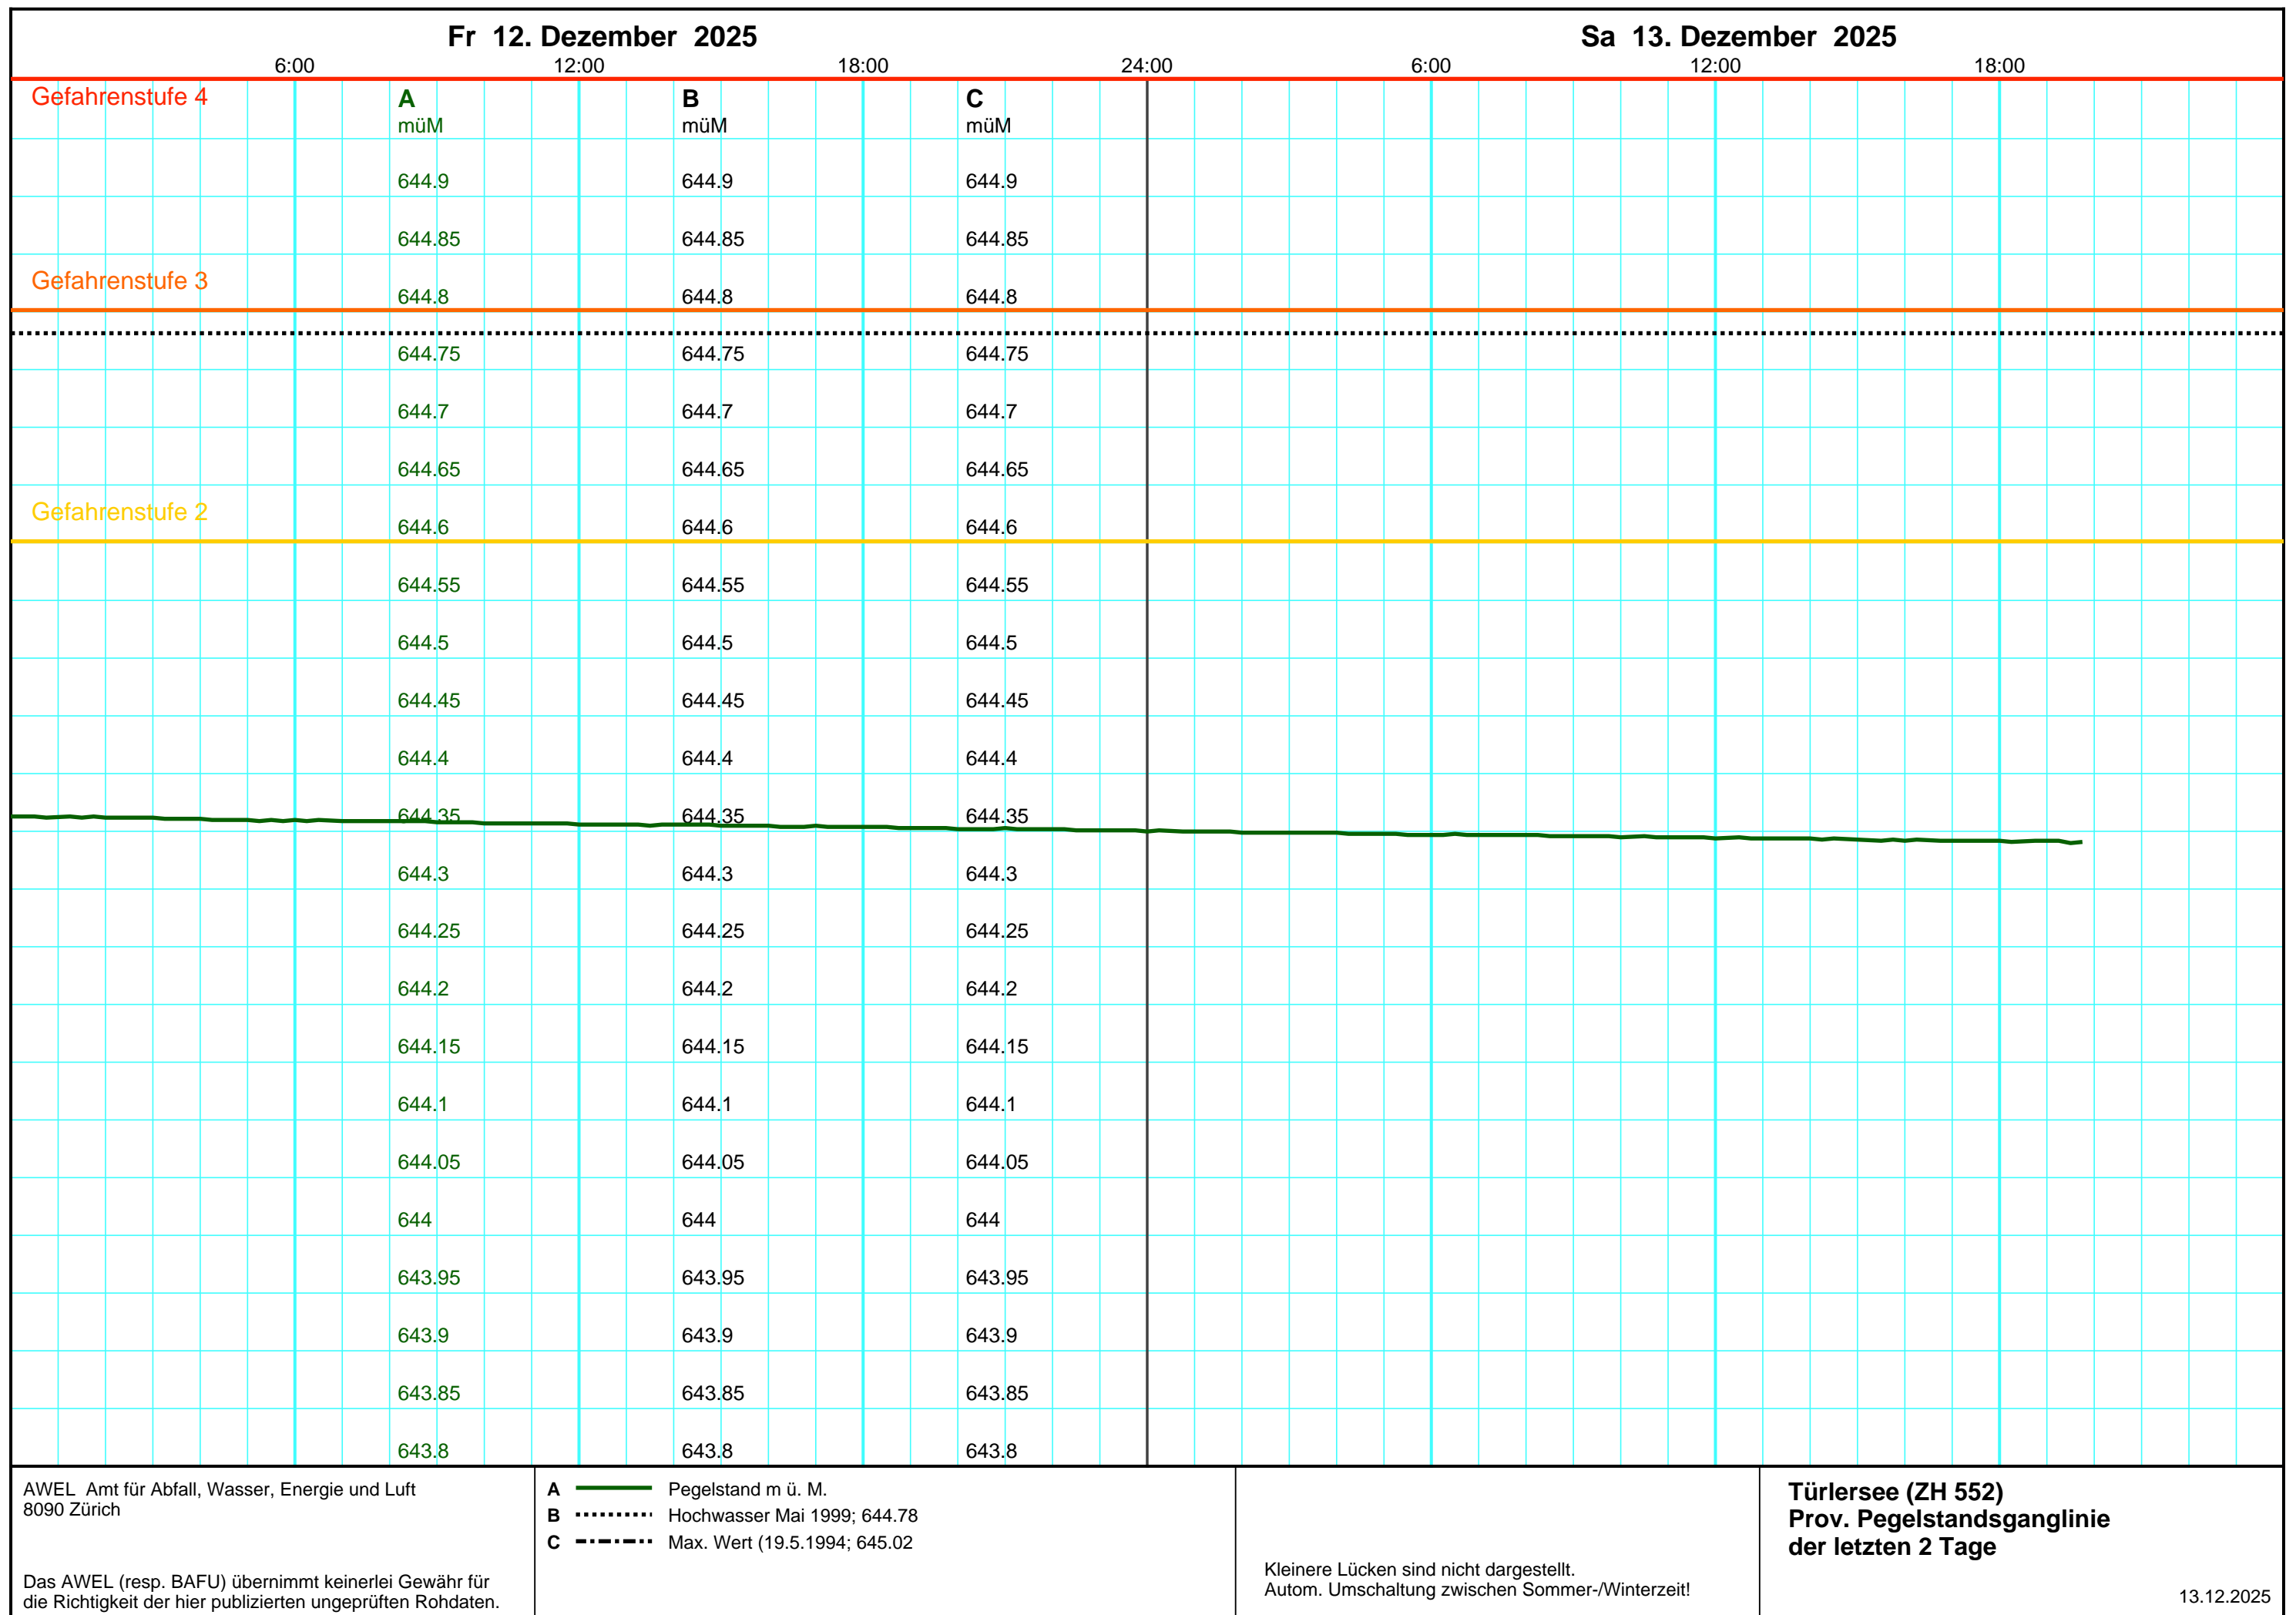 Fr 12. Dezember 2025 Sa 13. Dezember 2025
6:00 12:00 18:00 24:00 6:00 12:00 18:00
Gefahrenstufe 4 A B C
müM müM müM
644.9 644.9 644.9
644.85 644.85 644.85
Gefahrenstufe 3
644.8 644.8 644.8
644.75 644.75 644.75
644.7 644.7 644.7
644.65 644.65 644.65
Gefahrenstufe 2
644.6 644.6 644.6
644.55 644.55 644.55
644.5 644.5 644.5
644.45 644.45 644.45
644.4 644.4 644.4
644.35 644.35 644.35
644.3 644.3 644.3
644.25 644.25 644.25
644.2 644.2 644.2
644.15 644.15 644.15
644.1 644.1 644.1
644.05 644.05 644.05
644 644 644
643.95 643.95 643.95
643.9 643.9 643.9
643.85 643.85 643.85
643.8 643.8 643.8
AWEL Amt für Abfall, Wasser, Energie und Luft
8090 Zürich
Das AWEL (resp. BAFU) übernimmt keinerlei Gewähr für
die Richtigkeit der hier publizierten ungeprüften Rohdaten.
A Pegelstand m ü. M.
B Hochwasser Mai 1999; 644.78
C Max. Wert (19.5.1994; 645.02
Kleinere Lücken sind nicht dargestellt.
Autom. Umschaltung zwischen Sommer-/Winterzeit!
Türlersee (ZH 552)
Prov. Pegelstandsganglinie
der letzten 2 Tage
13.12.2025